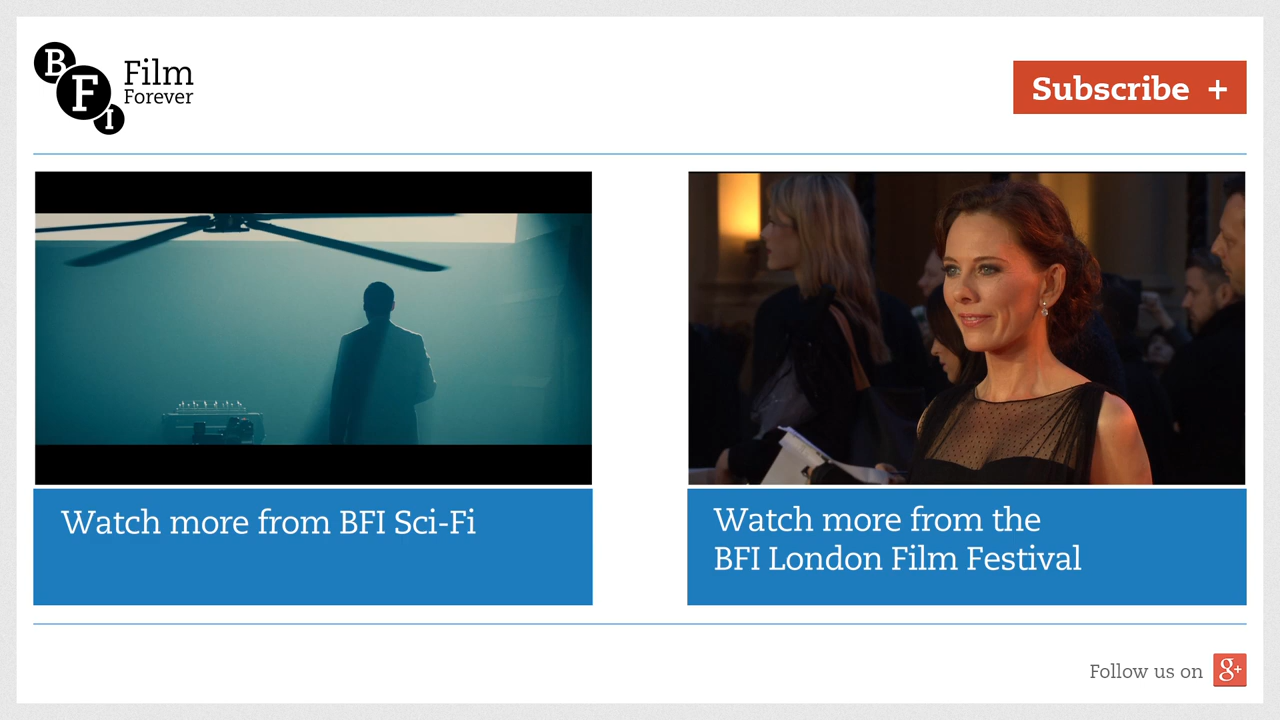 BFI
Film
Forever
Subscribe +
Watch more from BFI Sci-Fi
Watch more from the
BFI London Film Festival
Follow us on g+